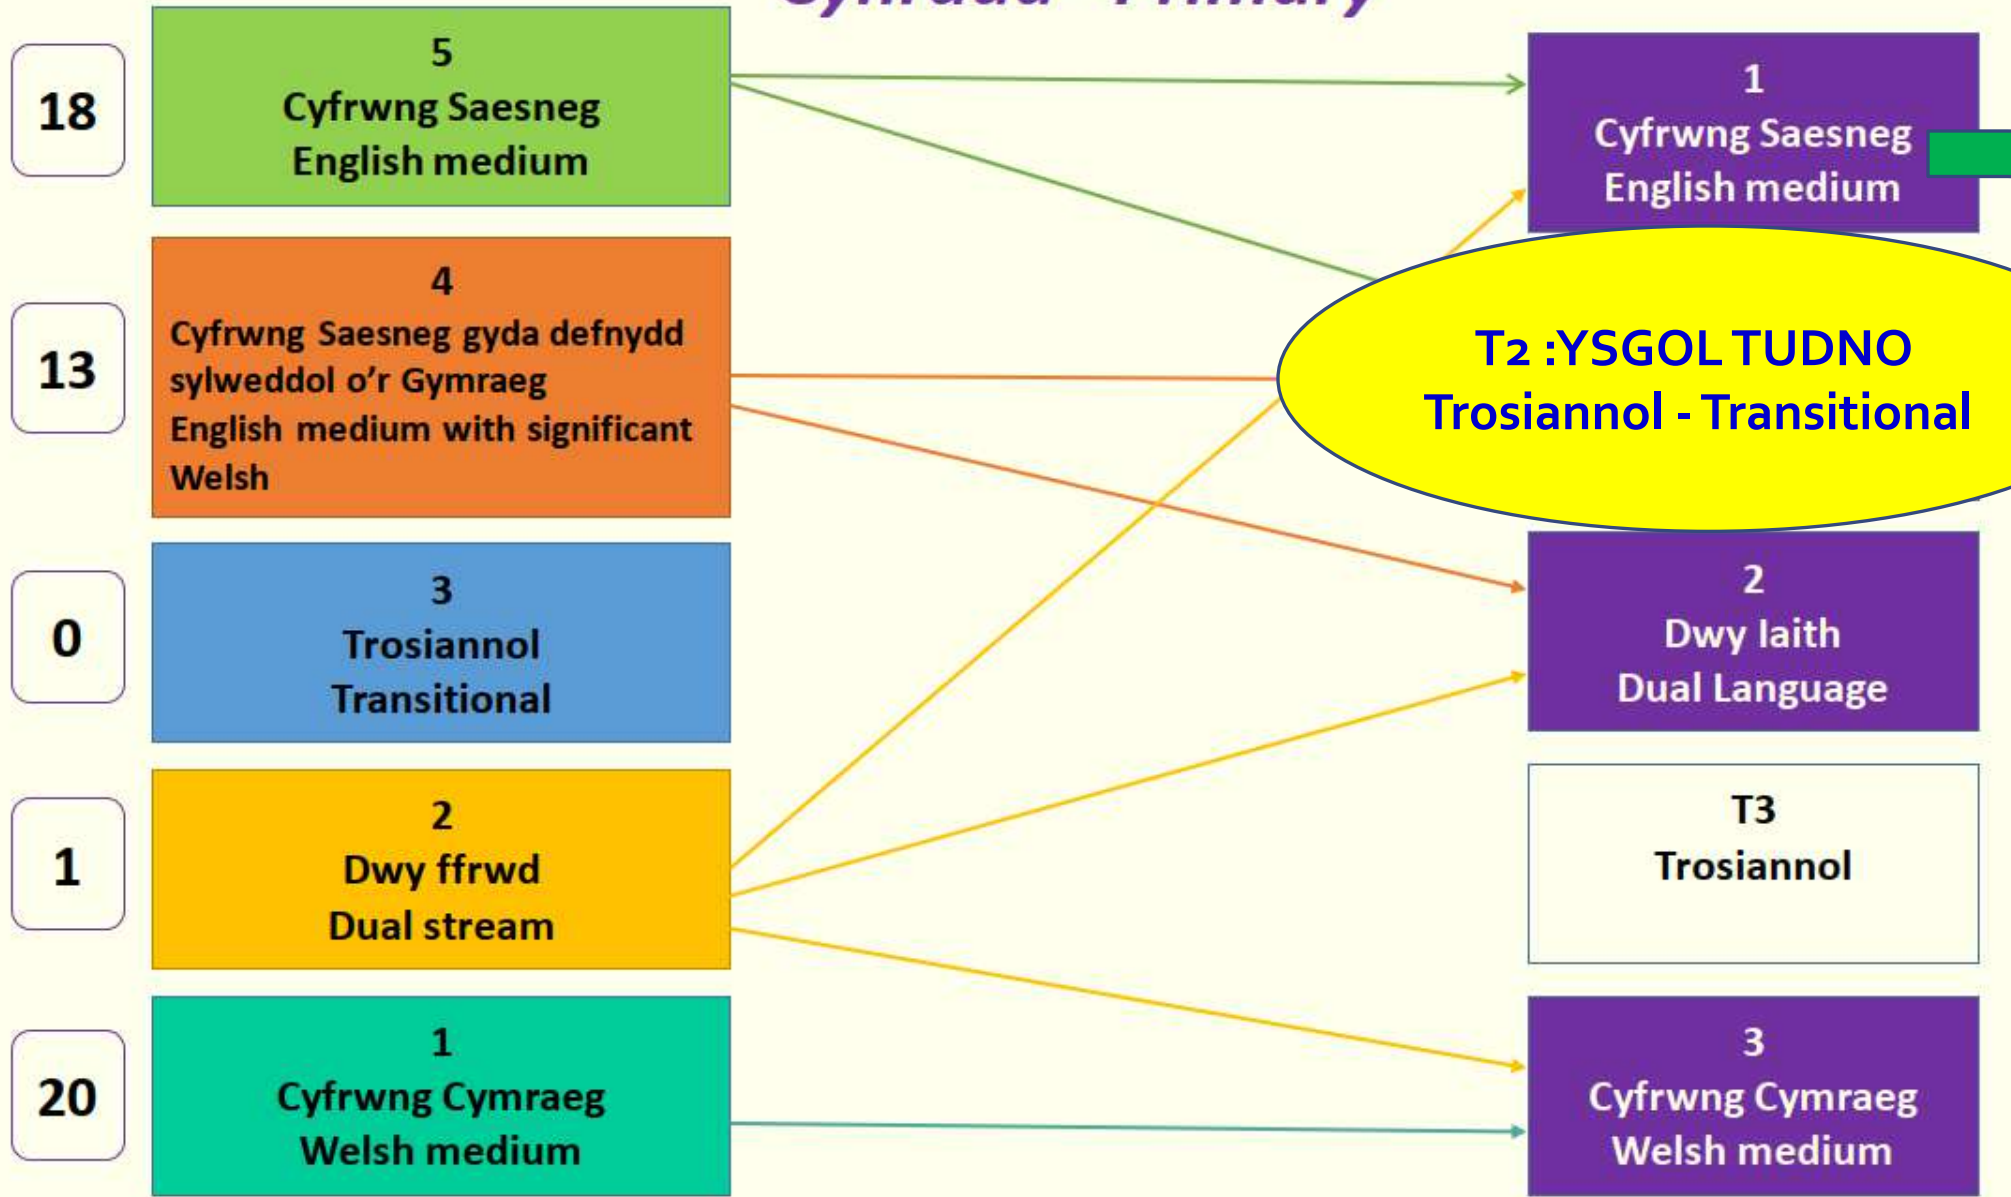 Primary
18
5
Cyfrwng Saesneg
English medium
1
Cyfrwng Saesneg
English medium
13
4
Cyfrwng Saesneg gyda defnydd
sylweddol o'r Gymraeg
English medium with significant
Welsh
T2 :YSGOL TUDNO
Trosiannol - Transitional
0
3
Trosiannol
Transitional
2
Dwy Iaith
Dual Language
1
2
Dwy ffrwd
Dual stream
T3
Trosiannol
20
1
Cyfrwng Cymraeg
Welsh medium
3
Cyfrwng Cymraeg
Welsh medium